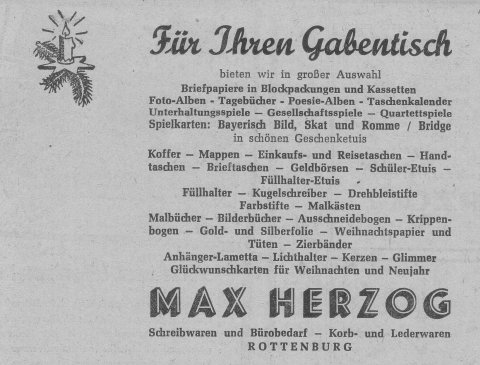 Für Ihren Gabentisch
bieten wir in großer Auswahl
Briefpapiere in Blockpackungen und Kassetten
Foto-Alben - Tagebücher - Poesie-Alben - Taschenkalender
Unterhaltungsspiele — Gesellschaftsspiele — Quartettspiele
Spielkarten: Bayerisch Bild, Skat und Romme / Bridge
in schönen Geschenketuis
Koffer — Mappen — Einkaufs- und Reisetaschen — Hand-
taschen — Brieftaschen — Geldbörsen — Schüler-Etuis —
Füllhalter-Etuis
Füllhalter — Kugelschreiber — Drehbleistifte
Farbstifte — Malkästen
Malbücher — Bilderbücher — Ausschneidebogen — Krippen-
bogen — Gold- und Silberfolie — Weihnachtspapier und
Tüten — Zierbänder
Anhänger-Lametta — Lichthalter — Kerzen — Glimmer
Glückwunschkarten für Weihnachten und Neujahr
MAX HERZOG
Schreibwaren und Bürobedarf — Korb- und Lederwaren
ROTTENBURG